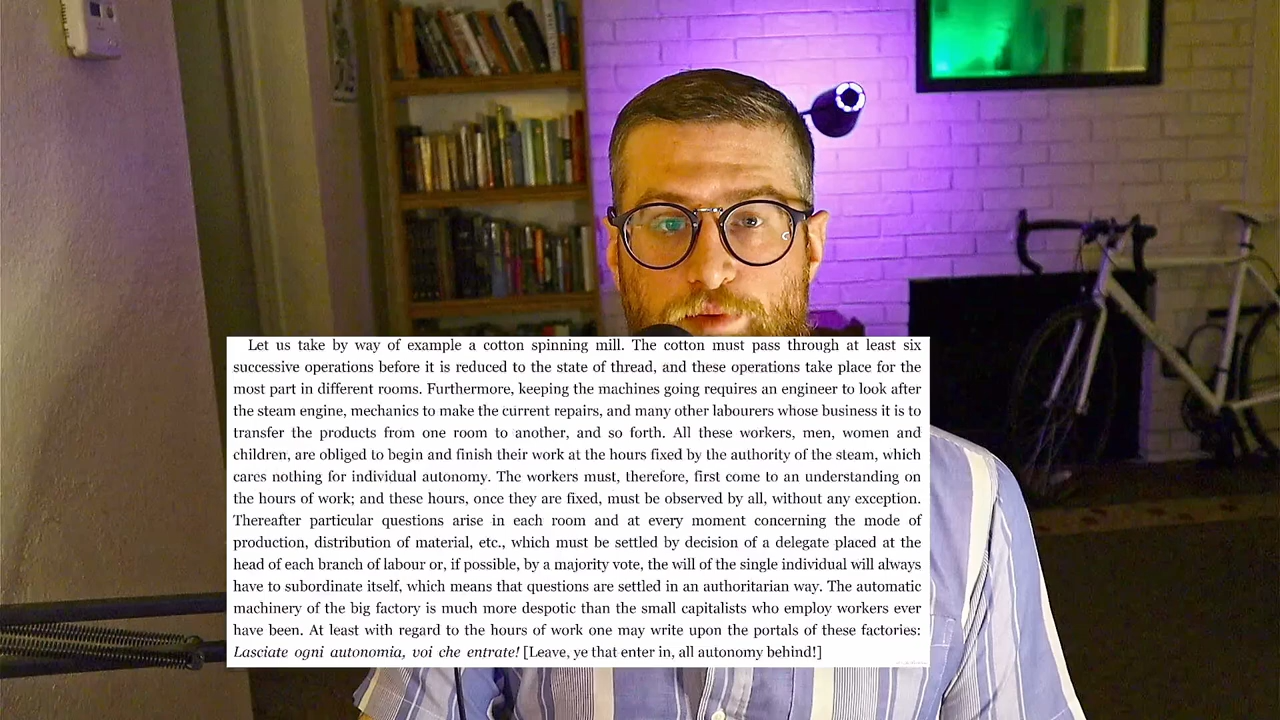 Let us take by way of example a cotton spinning mill. The cotton must pass through at least six
successive operations before it is reduced to the state of thread, and these operations take place for the
most part in different rooms. Furthermore, keeping the machines going requires an engineer to look after
the steam engine, mechanics to make the current repairs, and many other labourers whose business it is to
transfer the products from one room to another, and so forth. All these workers, men, women and
children, are obliged to begin and finish their work at the hours fixed by the authority of the steam, which
cares nothing for individual autonomy. The workers must, therefore, first come to an understanding on
the hours of work; and these hours, once they are fixed, must be observed by all, without any exception.
Thereafter particular questions arise in each room and at every moment concerning the mode of
production, distribution of material, etc., which must be settled by decision of a delegate placed at the
head of each branch of labour or, if possible, by a majority vote, the will of the single individual will always
have to subordinate itself, which means that questions are settled in an authoritarian way. The automatic
machinery of the big factory is much more despotic than the small capitalists who employ workers ever
have been. At least with regard to the hours of work one may write upon the portals of these factories:
Lasciate ogni autonomia, voi che entrate! [Leave, ye that enter in, all autonomy behind!]